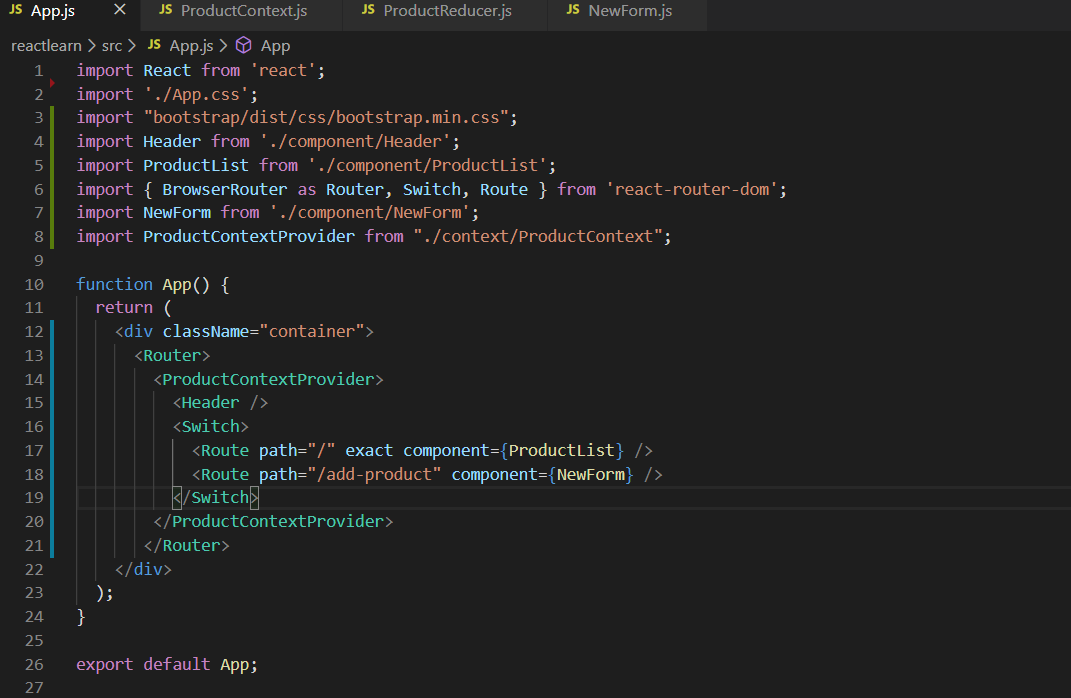 JS App.js × JS ProductContext.js JS ProductReducer.js JS NewForm.js
reactlearn > src > JS App.js > App
1 import React from 'react';
2 import './App.css';
3 import "bootstrap/dist/css/bootstrap.min.css";
4 import Header from './component/Header';
5 import ProductList from './component/ProductList';
6 import { BrowserRouter as Router, Switch, Route } from 'react-router-dom';
7 import NewForm from './component/NewForm';
8 import ProductContextProvider from "./context/ProductContext";
9
10 function App() {
11   return (
12     <div className="container">
13       <Router>
14         <ProductContextProvider>
15           <Header />
16           <Switch>
17             <Route path="/" exact component={ProductList} />
18             <Route path="/add-product" component={NewForm} />
19           </Switch>
20         </ProductContextProvider>
21        </Router>
22     </div>
23   );
24 }
25
26 export default App;
27